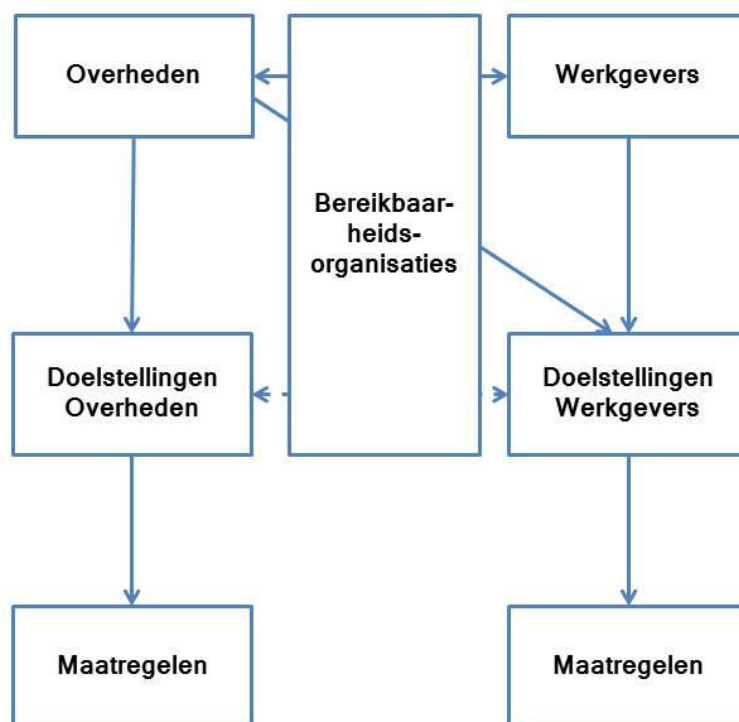 Overheden
Werkgevers
Bereikbaar-
heids-
organisaties
Doelstellingen
Overheden
Doelstellingen
Werkgevers
Maatregelen
Maatregelen